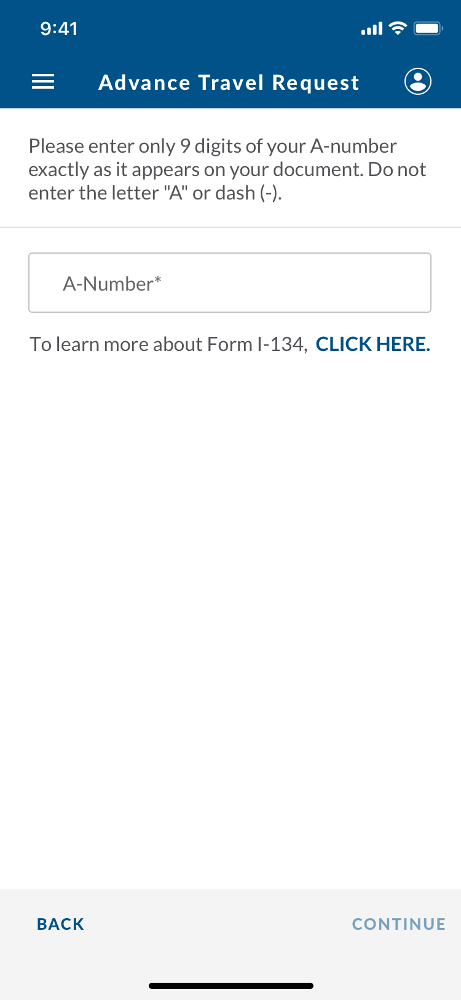 9:41
Advance Travel Request
Please enter only 9 digits of your A-number
exactly as it appears on your document. Do not
enter the letter "A" or dash (-).
A-Number*
To learn more about Form I-134, CLICK HERE.
BACK
CONTINUE